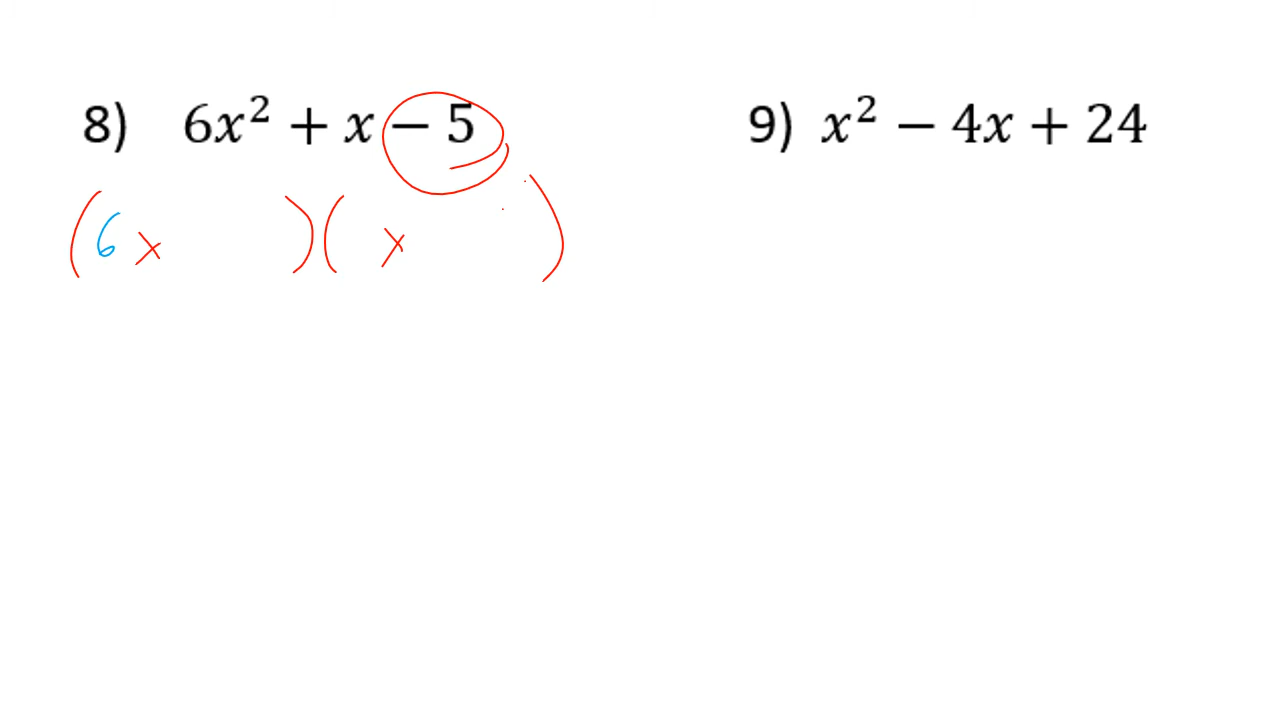 8) 6x² + x − 5
(6x )( x )
9) x² − 4x + 24